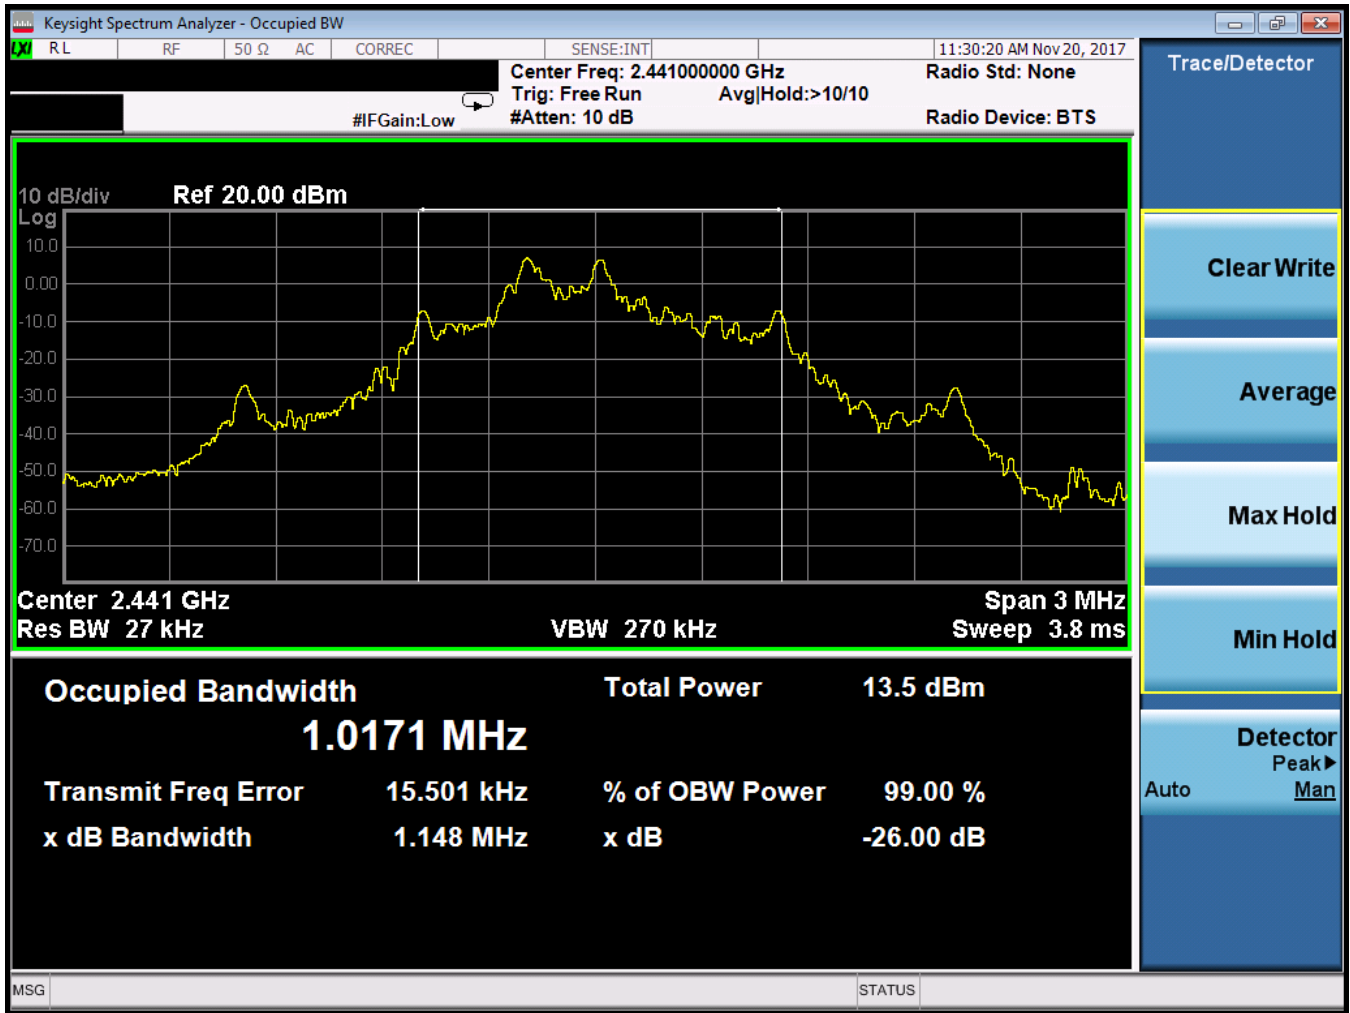 Keysight Spectrum Analyzer - Occupied BW
LXI RL RF 50 Ω AC CORREC SENSE:INT 11:30:20 AM Nov 20, 2017
Center Freq: 2.441000000 GHz Radio Std: None
Trig: Free Run Avg|Hold:>10/10
#IFGain:Low #Atten: 10 dB Radio Device: BTS
10 dB/div Ref 20.00 dBm
Log
10.0
0.00
-10.0
-20.0
-30.0
-40.0
-50.0
-60.0
-70.0
Center 2.441 GHz Span 3 MHz
Res BW 27 kHz VBW 270 kHz Sweep 3.8 ms
Occupied Bandwidth Total Power 13.5 dBm
1.0171 MHz
Transmit Freq Error 15.501 kHz % of OBW Power 99.00 %
x dB Bandwidth 1.148 MHz x dB -26.00 dB
MSG STATUS
Trace/Detector
Clear Write
Average
Max Hold
Min Hold
Detector
Peak▶
Auto Man